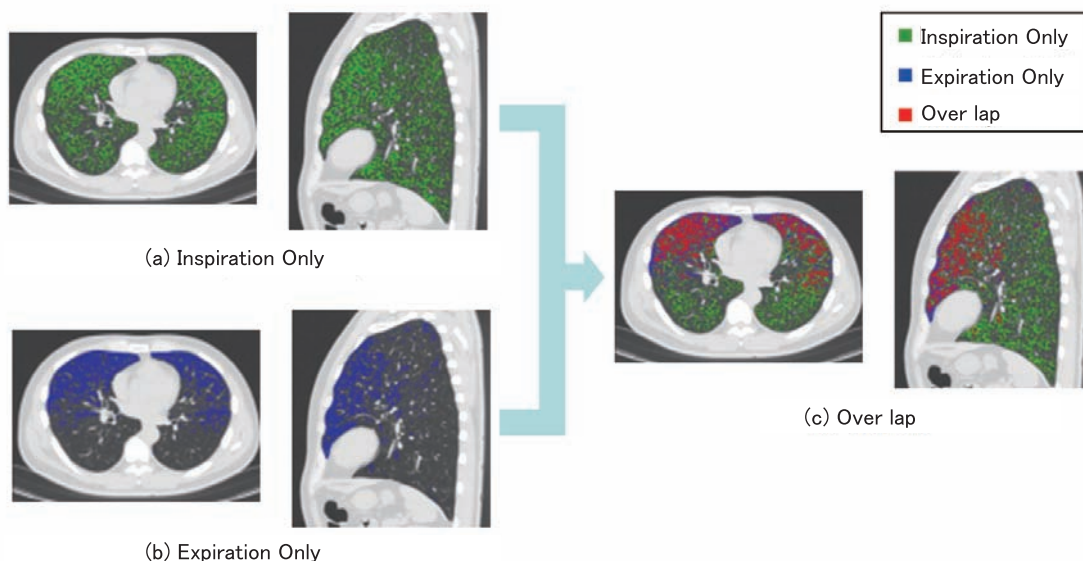 Inspiration Only
Expiration Only
Over lap
(a) Inspiration Only
(b) Expiration Only
(c) Over lap